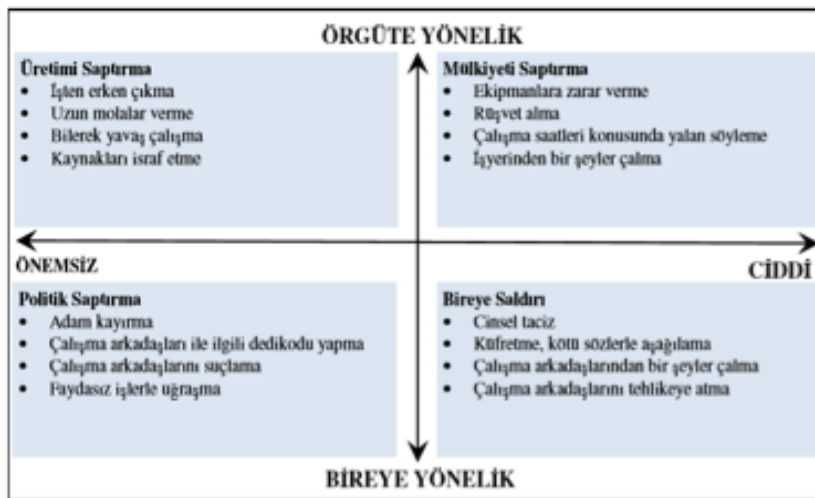 ÖRGÜTE YÖNELİK
Üretimi Saptırma
• İşten erken çıkma
• Uzun molalar verme
• Bilerek yavaş çalışma
• Kaynakları israf etme
Mülkiyeti Saptırma
• Ekipmanlara zarar verme
• Rüşvet alma
• Çalışma saatleri konusunda yalan söyleme
• İşyerinden bir şeyler çalma
ÖNEMSİZ
CİDDİ
Politik Saptırma
• Adam kayırma
• Çalışma arkadaşları ile ilgili dedikodu yapma
• Çalışma arkadaşlarını suçlama
• Faydasız işlerle uğraşma
Bireye Saldırı
• Cinsel taciz
• Küfretme, kötü sözlerle aşağılama
• Çalışma arkadaşlarından bir şeyler çalma
• Çalışma arkadaşlarını tehlikeye atma
BİREYE YÖNELİK